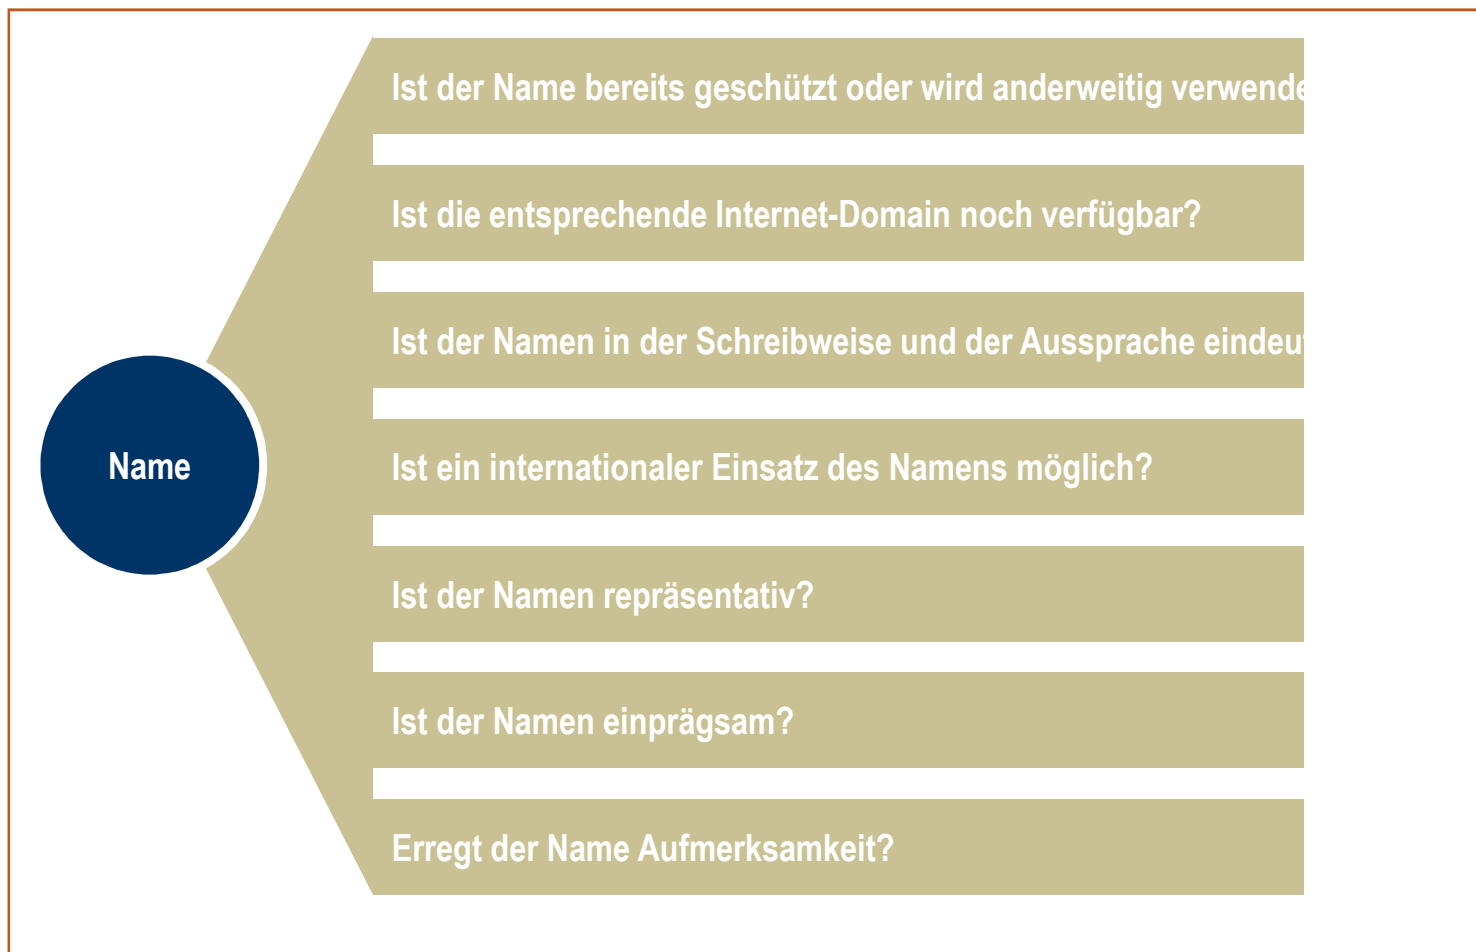 Ist der Name bereits geschützt oder wird anderweitig verwende
Ist die entsprechende Internet-Domain noch verfügbar?
Ist der Namen in der Schreibweise und der Aussprache eindeu
Name
Ist ein internationaler Einsatz des Namens möglich?
Ist der Namen repräsentativ?
Ist der Namen einprägsam?
Erregt der Name Aufmerksamkeit?